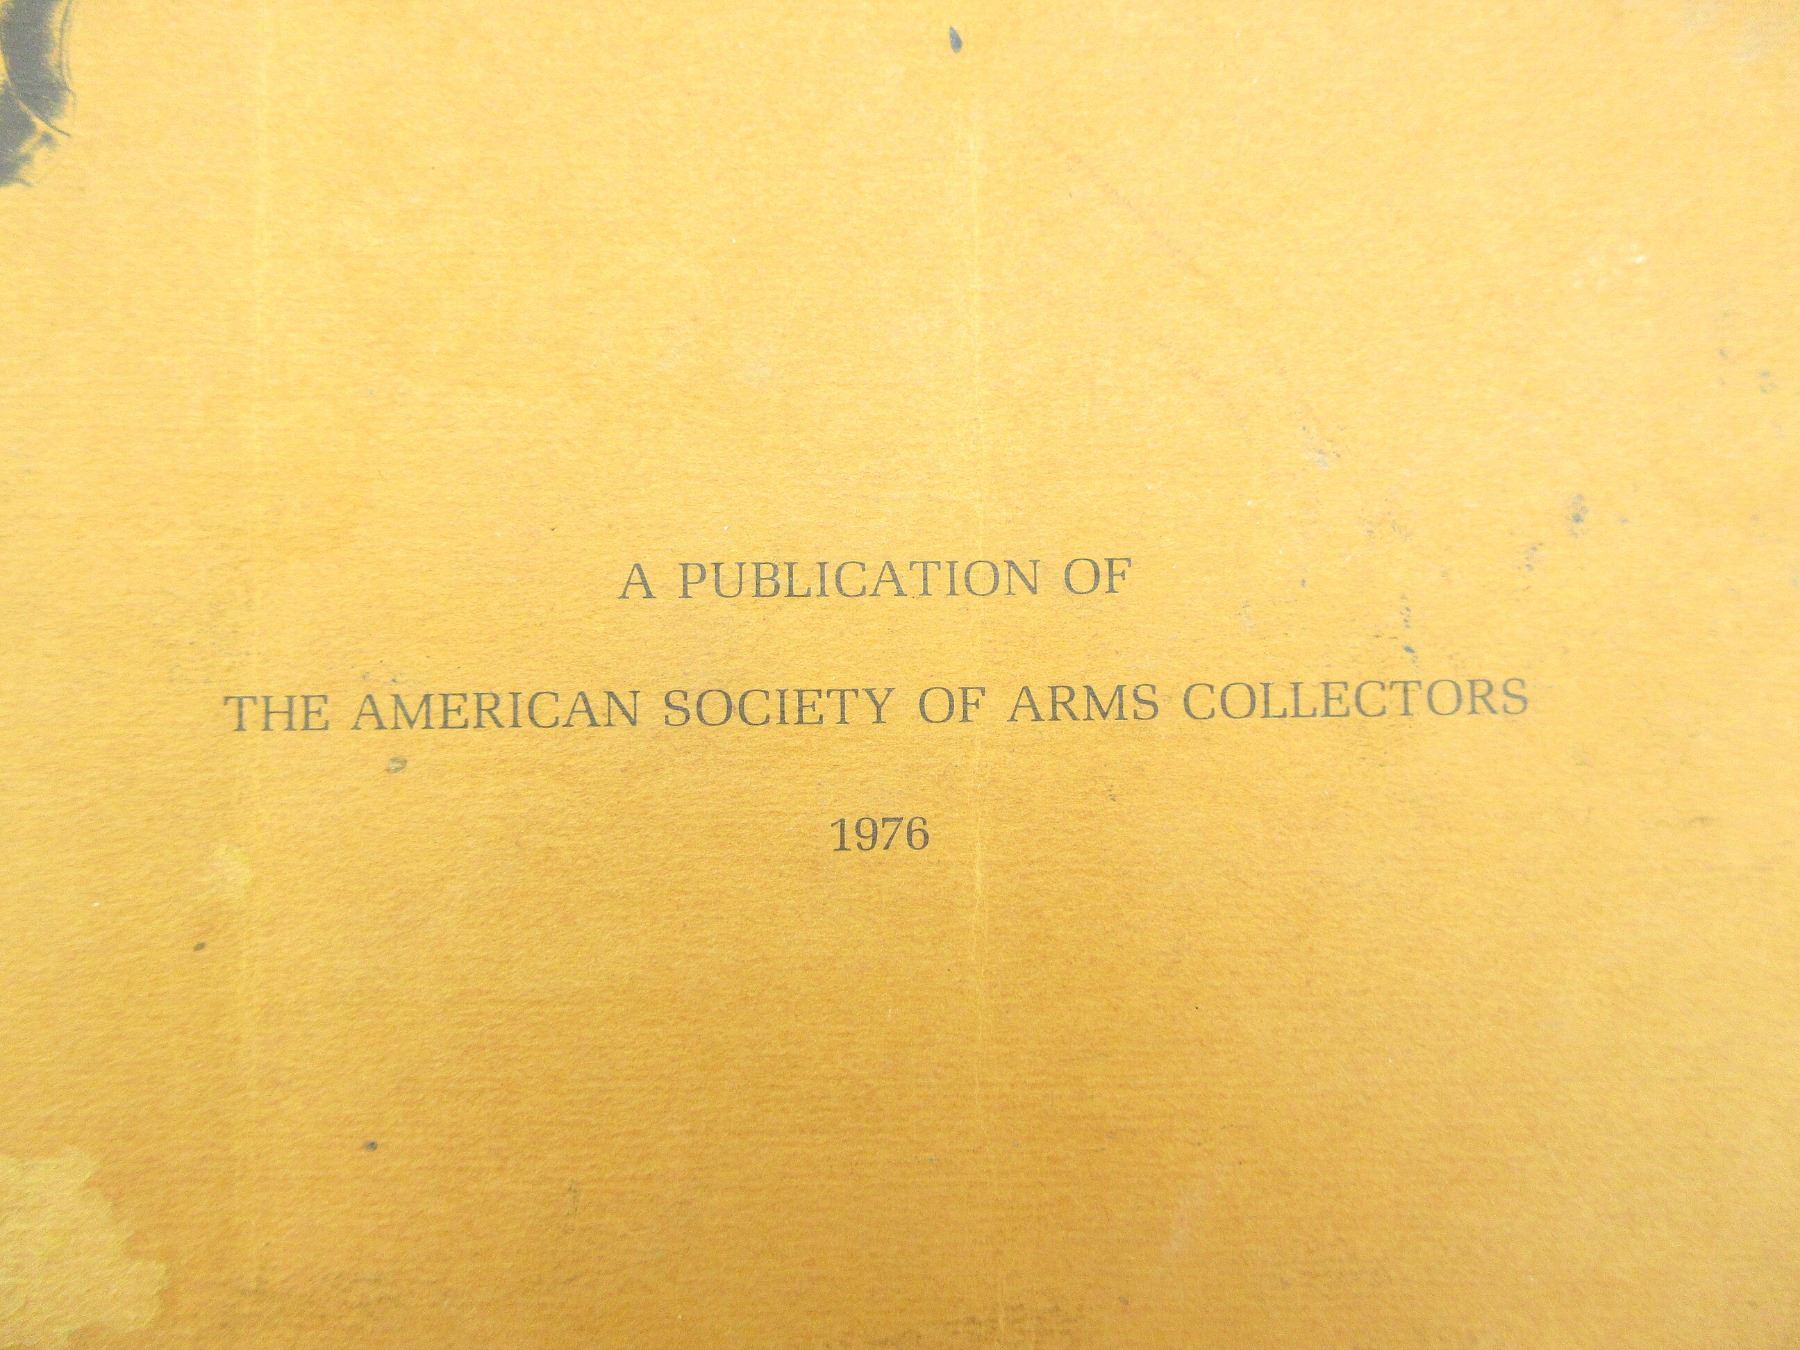 A PUBLICATION OF
THE AMERICAN SOCIETY OF ARMS COLLECTORS
1976